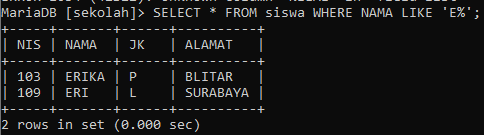 MariaDB [sekolah]> SELECT * FROM siswa WHERE NAMA LIKE 'E%';
+-----+-------+------+----------+
| NIS | NAMA | JK | ALAMAT |
+-----+-------+------+----------+
| 103 | ERIKA | P | BLITAR |
| 109 | ERI | L | SURABAYA |
+-----+-------+------+----------+
2 rows in set (0.000 sec)